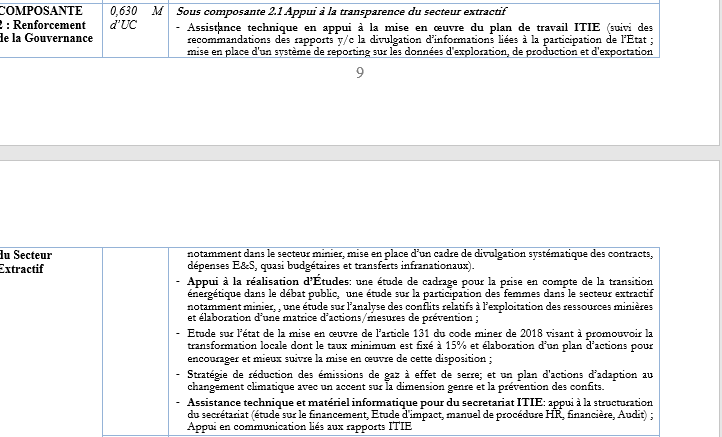 COMPOSANTE
2 : Renforcement
de la Gouvernance
0,630 M
d'UC
Sous composante 2.1 Appui à la transparence du secteur extractif
- Assistance technique en appui à la mise en œuvre du plan de travail ITIE (suivi des
recommandations des rapports y/c la divulgation d'informations liées à la participation de l'Etat ;
mise en place d'un système de reporting sur les données d'exploration, de production et d'exportation
9
du Secteur
Extractif
notamment dans le secteur minier, mise en place d'un cadre de divulgation systématique des contracts,
dépenses E&S, quasi budgétaires et transferts infranationaux).
- Appui à la réalisation d'Études: une étude de cadrage pour la prise en compte de la transition
énergétique dans le débat public, une étude sur la participation des femmes dans le secteur extractif
notamment minier, , une étude sur l'analyse des conflits relatifs à l'exploitation des ressources minières
et élaboration d'une matrice d'actions/mesures de prévention ;
- Etude sur l'état de la mise en œuvre de l'article 131 du code miner de 2018 visant à promouvoir la
transformation locale dont le taux minimum est fixé à 15% et élaboration d'un plan d'actions pour
encourager et mieux suivre la mise en œuvre de cette disposition ;
- Stratégie de réduction des émissions de gaz à effet de serre; et un plan d'actions d'adaption au
changement climatique avec un accent sur la dimension genre et la prévention des confits.
- Assistance technique et matériel informatique pour du secretariat ITIE: appui à la structuration
du secrétariat (étude sur le financement, Etude d'impact, manuel de procédure HR, financière, Audit) ;
Appui en communication liés aux rapports ITIE